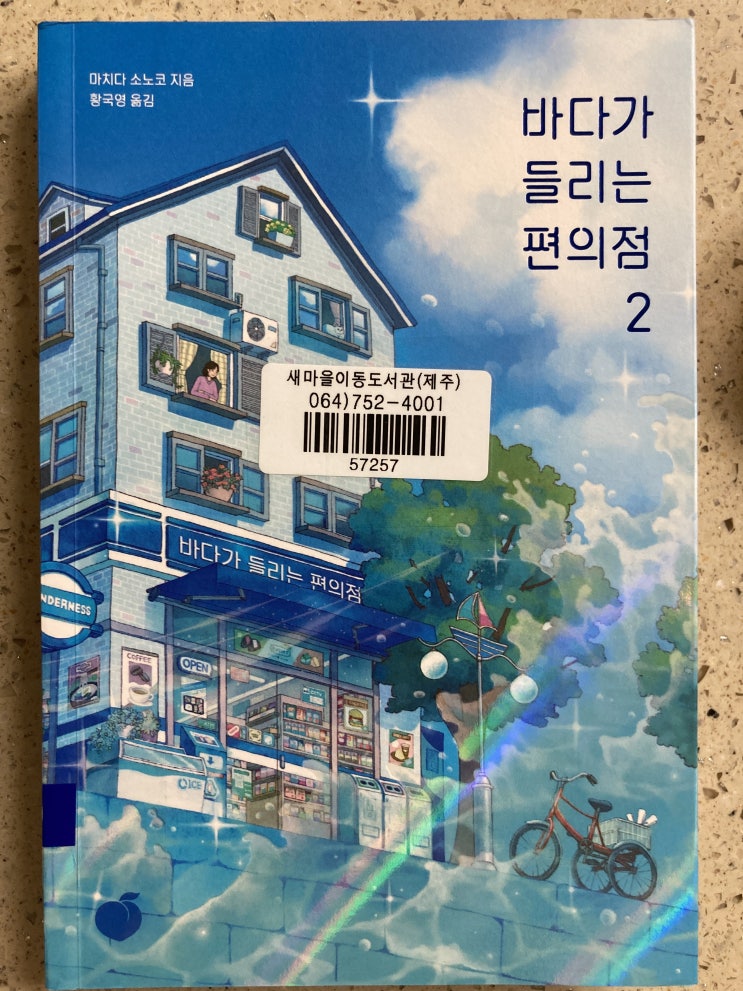 마치다 소노코 지음
황국영 옮김
바다가
들리는
편의점
2
새마을이동도서관(제주)
064)752-4001
57257
바다가 들리는 편의점
NDERNESS
COFFEE
OPEN
ICE